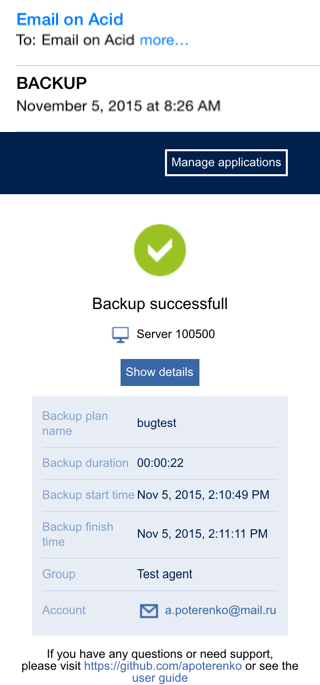 Email on Acid
To: Email on Acid more...
BACKUP
November 5, 2015 at 8:26 AM
Manage applications
Backup successfull
Server 100500
Show details
Backup plan name bugtest
Backup duration 00:00:22
Backup start time Nov 5, 2015, 2:10:49 PM
Backup finish time Nov 5, 2015, 2:11:11 PM
Group Test agent
Account a.poterenko@mail.ru
If you have any questions or need support,
please visit https://github.com/apoterenko or see the
user guide